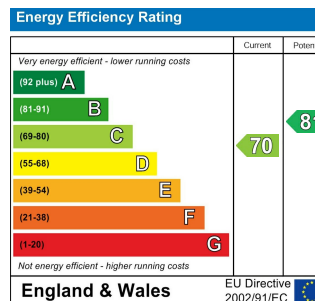 Energy Efficiency Rating
Current Poten
Very energy efficient - lower running costs
(92 plus) A
(81-91) B
(69-80) C
(55-68) D
(39-54) E
(21-38) F
(1-20) G
70
81
Not energy efficient - higher running costs
England & Wales
EU Directive
2002/91/EC